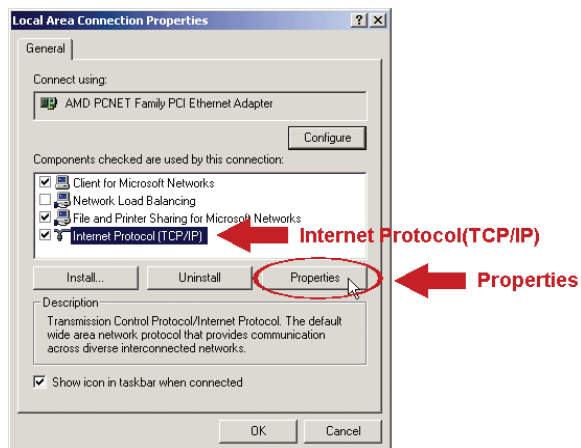 Local Area Connection Properties
General
Connect using:
AMD PCNET Family PCI Ethernet Adapter
Configure
Components checked are used by this connection:
Client for Microsoft Networks
Network Load Balancing
File and Printer Sharing for Microsoft Networks
Internet Protocol (TCP/IP)
Internet Protocol(TCP/IP)
Install...
Uninstall
Properties
Properties
Description
Transmission Control Protocol/Internet Protocol. The default
wide area network protocol that provides communication
across diverse interconnected networks.
Show icon in taskbar when connected
OK
Cancel